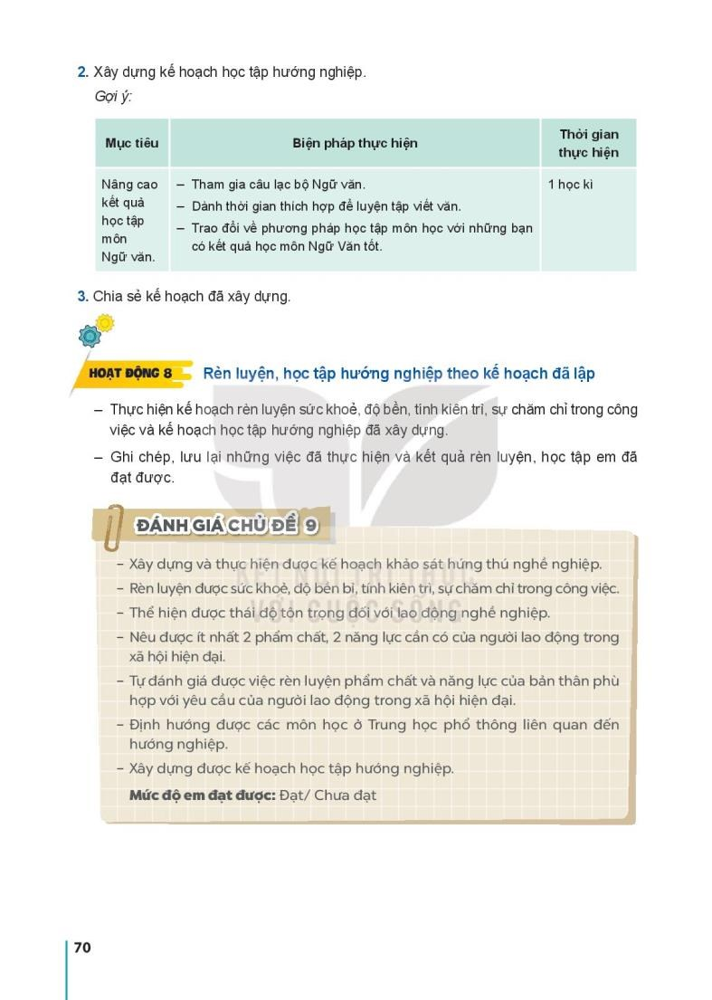 2. Xây dựng kế hoạch học tập hướng nghiệp.
Gợi ý:
Mục tiêu
Biện pháp thực hiện
Thời gian
thực hiện
Nâng cao
kết quả
học tập
môn
Ngữ văn.
– Tham gia câu lạc bộ Ngữ văn.
– Dành thời gian thích hợp để luyện tập viết văn.
– Trao đổi về phương pháp học tập môn học với những bạn
có kết quả học môn Ngữ Văn tốt.
1 học kì
3. Chia sẻ kế hoạch đã xây dựng.
HOẠT ĐỘNG 8
Rèn luyện, học tập hướng nghiệp theo kế hoạch đã lập
– Thực hiện kế hoạch rèn luyện sức khoẻ, độ bền, tính kiên trì, sự chăm chỉ trong công
việc và kế hoạch học tập hướng nghiệp đã xây dựng.
– Ghi chép, lưu lại những việc đã thực hiện và kết quả rèn luyện, học tập em đã
đạt được.
ĐÁNH GIÁ CHỦ ĐỀ 9
– Xây dựng và thực hiện được kế hoạch khảo sát hứng thú nghề nghiệp.
KẾT NỐI TRI THỨC
– Rèn luyện được sức khoẻ, độ bền bỉ, tính kiên trì, sự chăm chỉ trong công việc.
VỚI CUỘC SỐNG
– Thể hiện được thái độ tôn trọng đối với lao động nghề nghiệp.
– Nêu được ít nhất 2 phẩm chất, 2 năng lực cần có của người lao động trong
xã hội hiện đại.
– Tự đánh giá được việc rèn luyện phẩm chất và năng lực của bản thân phù
hợp với yêu cầu của người lao động trong xã hội hiện đại.
– Định hướng được các môn học ở Trung học phổ thông liên quan đến
hướng nghiệp.
– Xây dựng được kế hoạch học tập hướng nghiệp.
Mức độ em đạt được: Đạt/ Chưa đạt
70